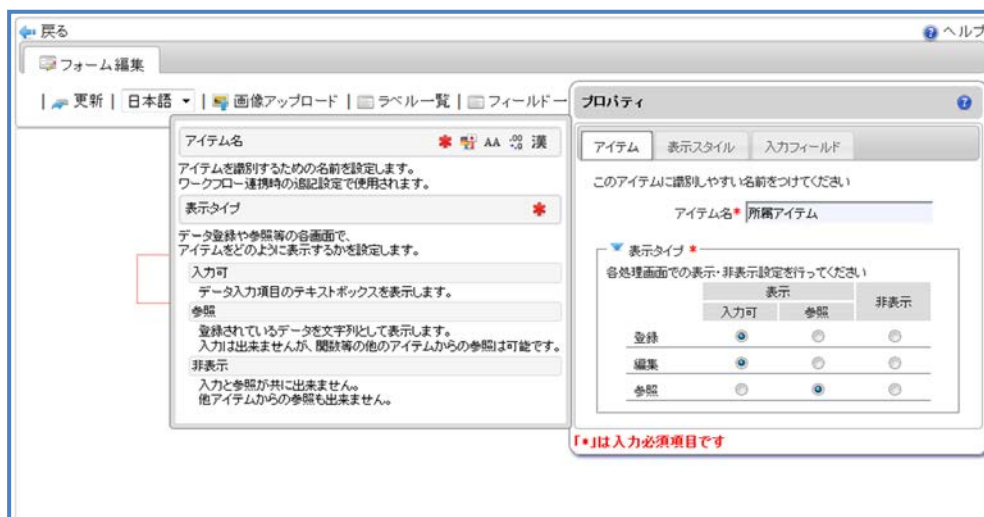 戻る
ヘルプ
フォーム編集
| 更新 | 日本語 | 画像アップロード | ラベル一覧 | フィールド一
アイテム名 * AA .00 漢
アイテムを識別するための名前を設定します。
ワークフロー連携時の追記設定で使用されます。
表示タイプ *
データ登録や参照等の各画面で、
アイテムをどのように表示するかを設定します。
入力可
データ入力項目のテキストボックスを表示します。
参照
登録されているデータを文字列として表示します。
入力は出来ませんが、関数等の他のアイテムからの参照は可能です。
非表示
入力と参照が共に出来ません。
他アイテムからの参照も出来ません。
プロパティ
アイテム 表示スタイル 入力フィールド
このアイテムに識別しやすい名前をつけてください
アイテム名* 所属アイテム
表示タイプ *
各処理画面での表示・非表示設定を行ってください
表示 非表示
入力可 参照
登録
編集
参照
「*」は入力必須項目です